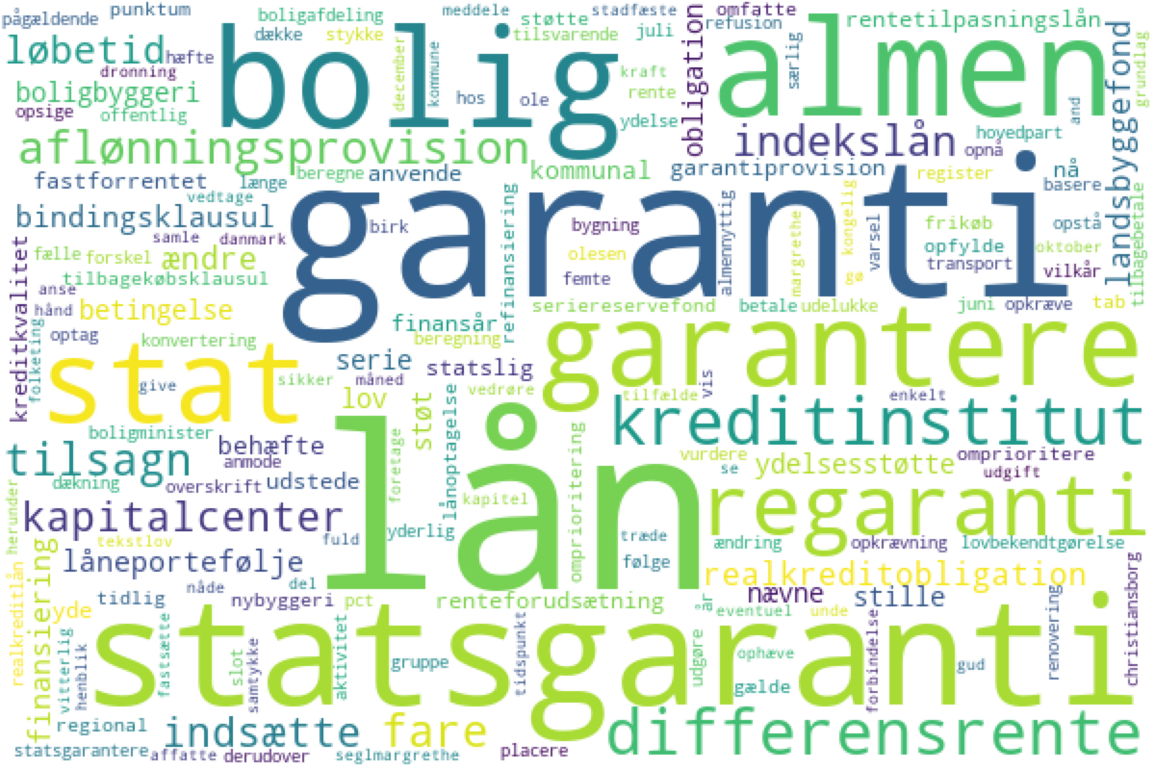 pågældende
punktum
boligafdeling
støtte
meddele
stadfæste
omfatte
refusion
rentetilpasningslån
løbetid
hæfte
dronning
boligbyggeri
opsige
offentlig
bolig
dække
stykke
tilsvarende
juli
december
kommune
hos
ole
kraft
rente
ydelse
obligation
almen
særlig
landsbyggefond
grundlag
aflønningsprovision
fastforrentet
længe
beregne
anvende
kommunal
garantiprovision
indekslån
opnå
hovedpart
and
register
nå
basere
bindingsklausul
vedtage
samle
danmark
birk
garanti
refinansiering
bygning
olesen
femte
almennyttig
margrethe
kongelig
gø
varsel
frikøb
opfylde
transport
opstå
oktober
vilkår
tilbagebetale
kreditkvalitet
fælle
forskel
ændre
tilbagekøbsklausul
anse
hånd
betingelse
folketing
optag
konvertering
finansår
beregning
seriereservefond
betale
udelukke
juni
opkræve
tab
stat
give
sikker
serie
måned
lov
statslig
vedrøre
garantere
tilfælde
vis
enkelt
støt
lånoptagelse
kreditinstitut
boligminister
tilsagn
dækning
behæfte
anmode
overskrift
udstede
foretage
lån
kapitel
yderlig
omprioritering
vurdere
se
ydelsesstøtte
omprioritere
udgift
regaranti
herunder
kapitalcenter
tekstlov
fuld
træde
følge
ændring
opkrævning
lovbekendtgørelse
finansiering
låneportefølje
realkreditobligation
realkreditlån
yde
tidlig
nåde
nybyggeri
del
pct
renteforudsætning
nævne
år
eventuel
stille
unde
christiansborg
vitterlig
henblik
statsgaranti
fastsætte
slot
samtykke
aktivitet
gruppe
tidspunkt
udgøre
ophæve
gælde
forbindelse
gud
renovering
regional
indsætte
fare
differensrente
statsgarantere
affatte
derudover
seglmargrethe
placere